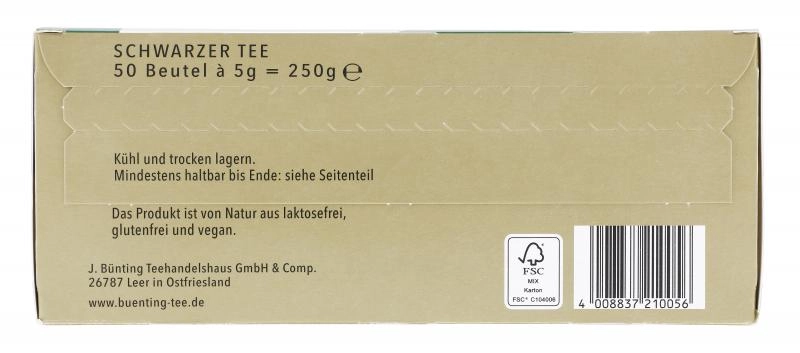 SCHWARZER TEE
50 Beutel à 5g = 250g ℮
Kühl und trocken lagern.
Mindestens haltbar bis Ende: siehe Seitenteil
Das Produkt ist von Natur aus laktosefrei,
glutenfrei und vegan.
J. Bünting Teehandelshaus GmbH & Comp.
26787 Leer in Ostfriesland
www.buenting-tee.de
FSC
MIX
Karton
FSC® C104006
4 008837 210056